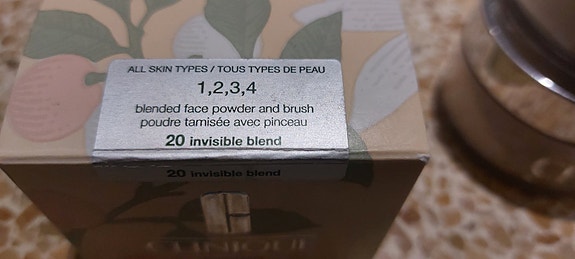 ALL SKIN TYPES / TOUS TYPES DE PEAU
1,2,3,4
blended face powder and brush
poudre tamisée avec pinceau
20 invisible blend
20 invisible blend
CLINIQUE